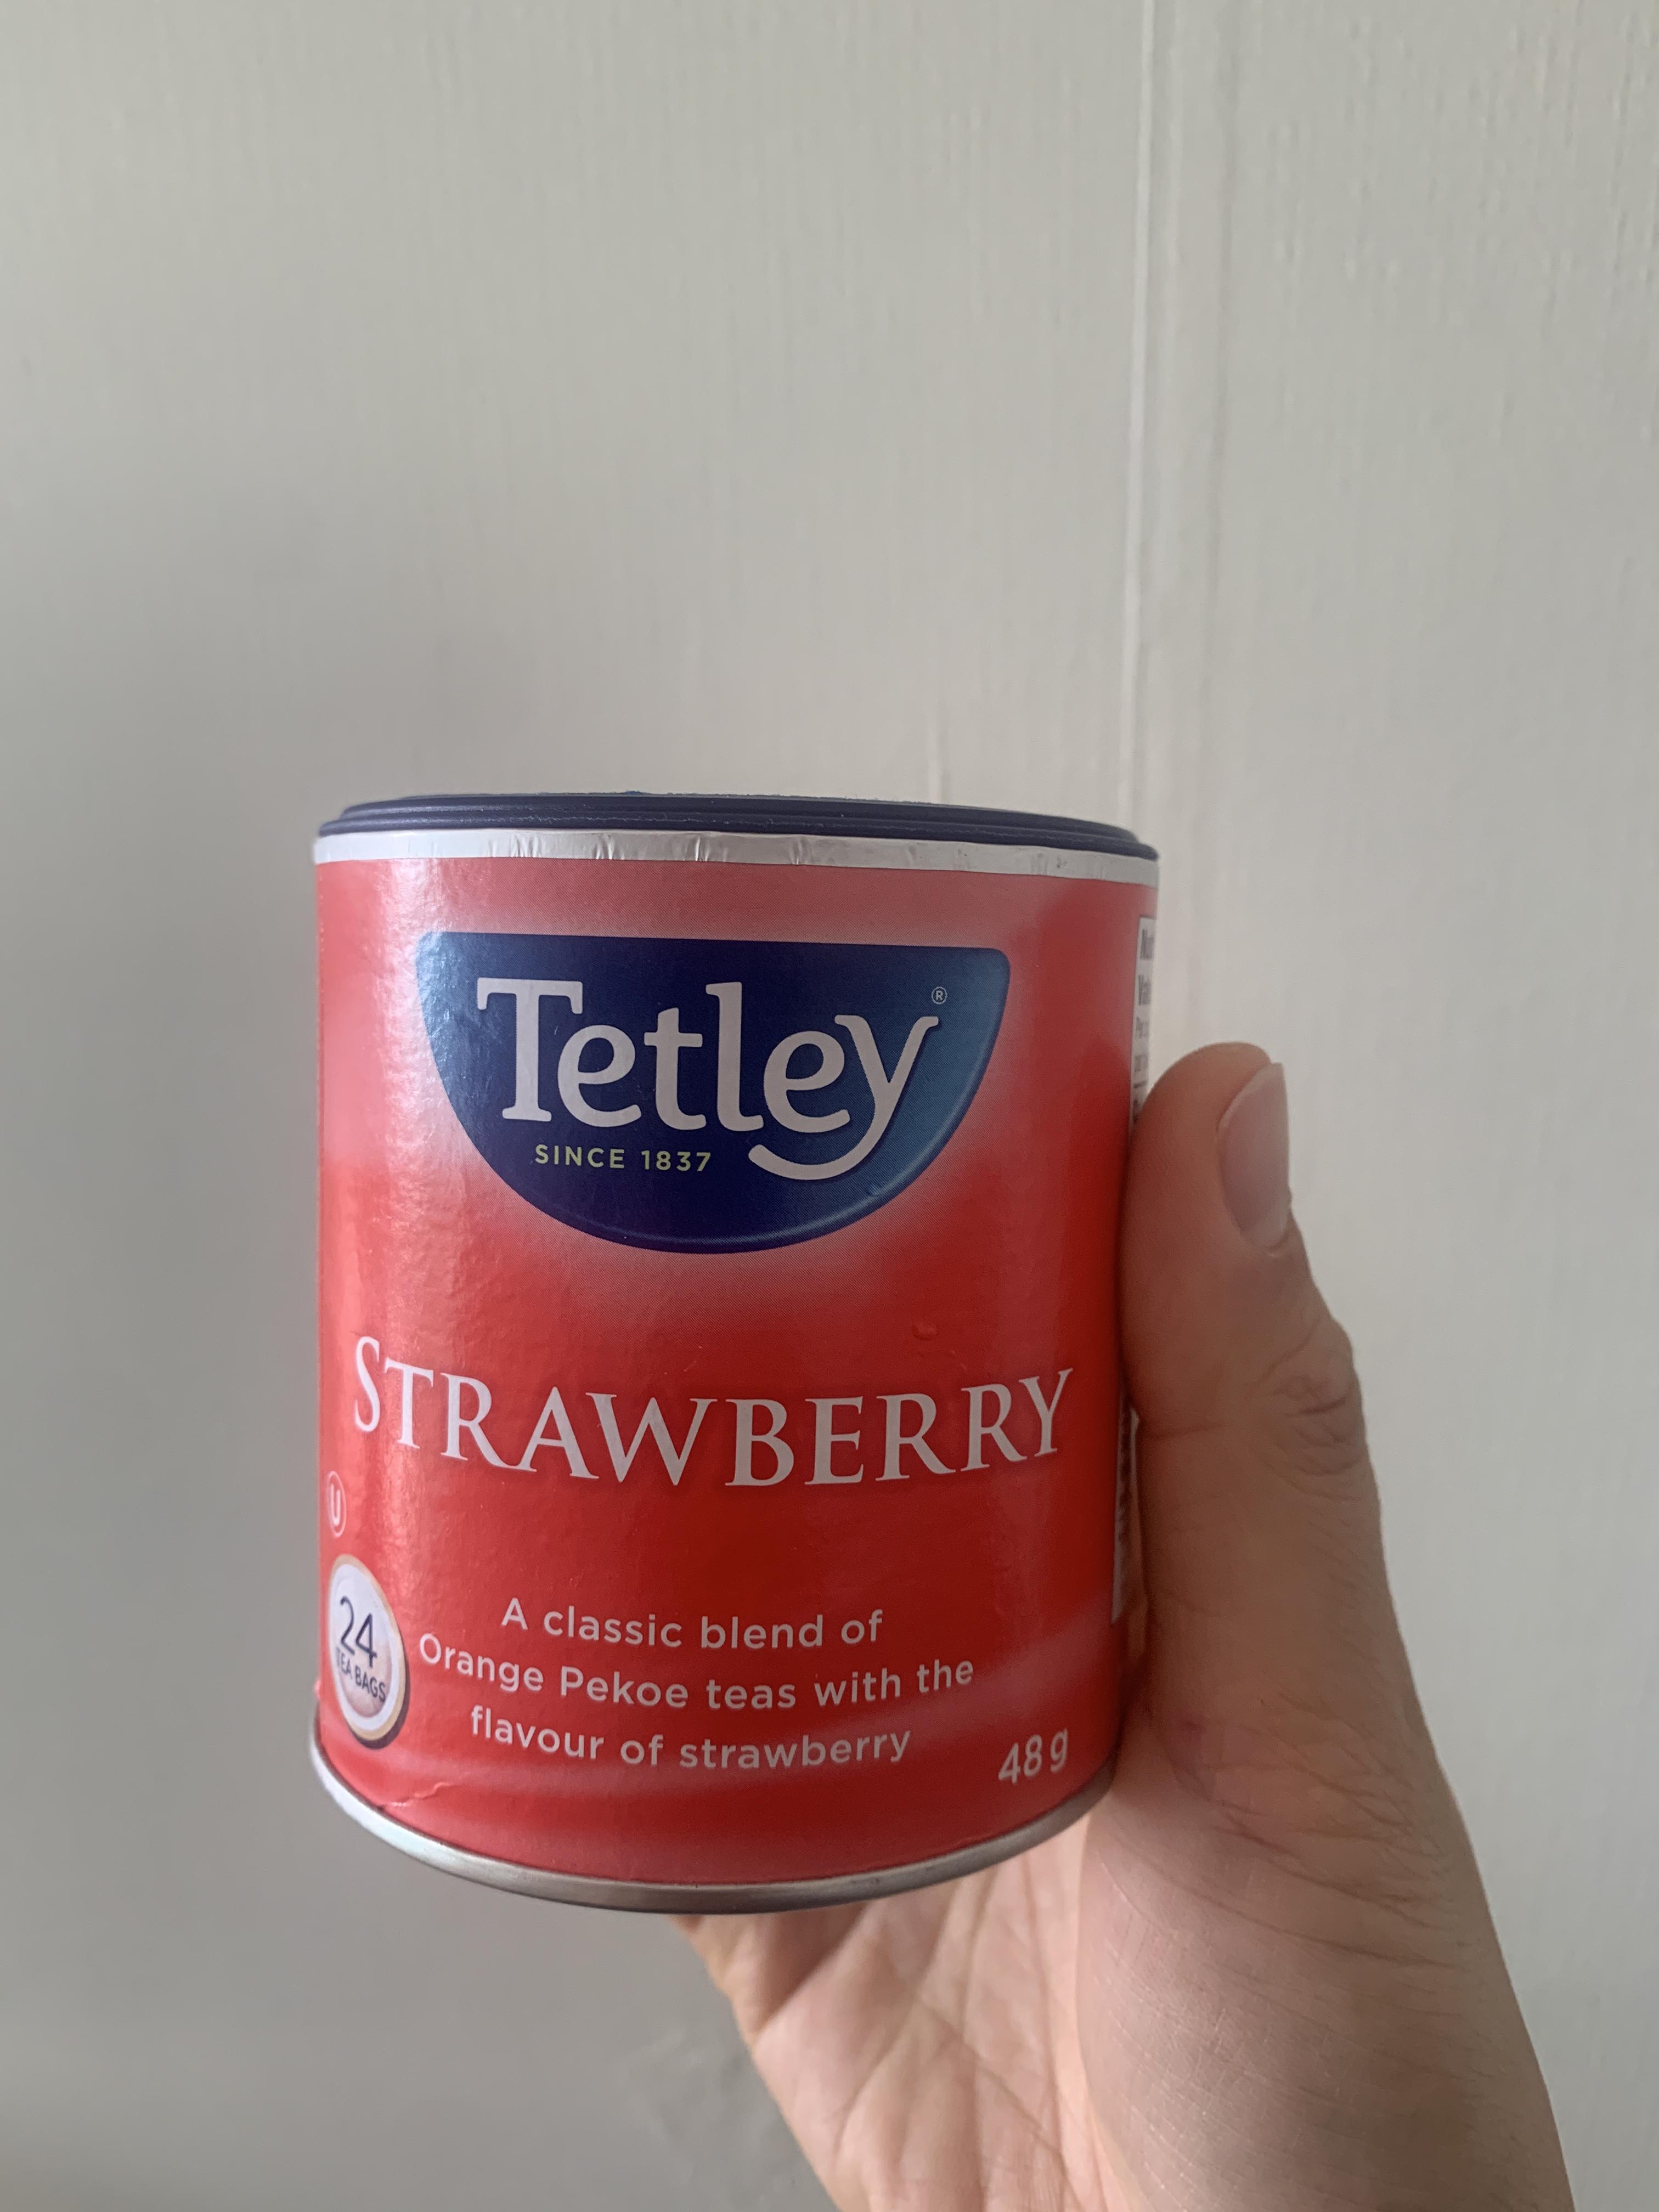 Tetley®
SINCE 1837
STRAWBERRY
U
24
TEA BAGS
A classic blend of
Orange Pekoe teas with the
flavour of strawberry
48 g